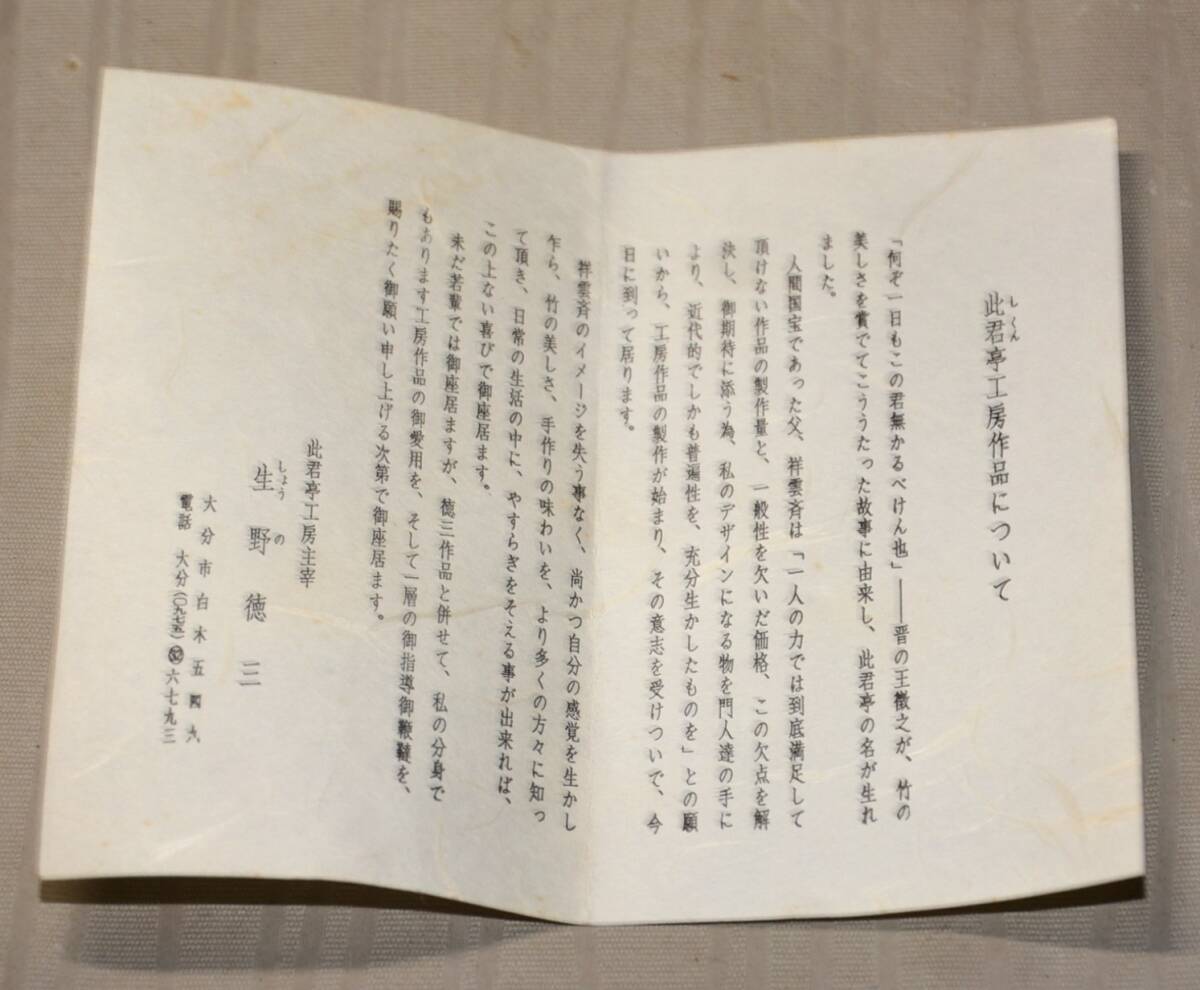 此君亭工房作品について
しくん
「何ぞ一日もこの君無かるべけん也」――晋の王徽之が、竹の
美しさを賞でてこううたった故事に由来し、此君亭の名が生れ
ました。
人間国宝であった父、祥雲斉は「一人の力では到底満足して
頂けない作品の製作量と、一般性を欠いだ価格、この欠点を解
決し、御期待に添う為、私のデザインになる物を門人達の手に
より、近代的でしかも普遍性を、充分生かしたものを」との願
いから、工房作品の製作が始まり、その意志を受けついで、今
日に到って居ります。
祥雲斉のイメージを失う事なく、尚かつ自分の感覚を生かし
乍ら、竹の美しさ、手作りの味わいを、より多くの方々に知っ
て頂き、日常の生活の中に、やすらぎをそえる事が出来れば、
この上ない喜びで御座居ます。
未だ若輩では御座居ますが、徳三作品と併せて、私の分身で
もあります工房作品の御愛用を、そして一層の御指導御鞭韃を、
賜りたく御願い申し上げる次第で御座居ます。
此君亭工房主宰
生野徳三
しょうの
大分市白木五四九
電話 大分(〇九七五)㉜六七九三